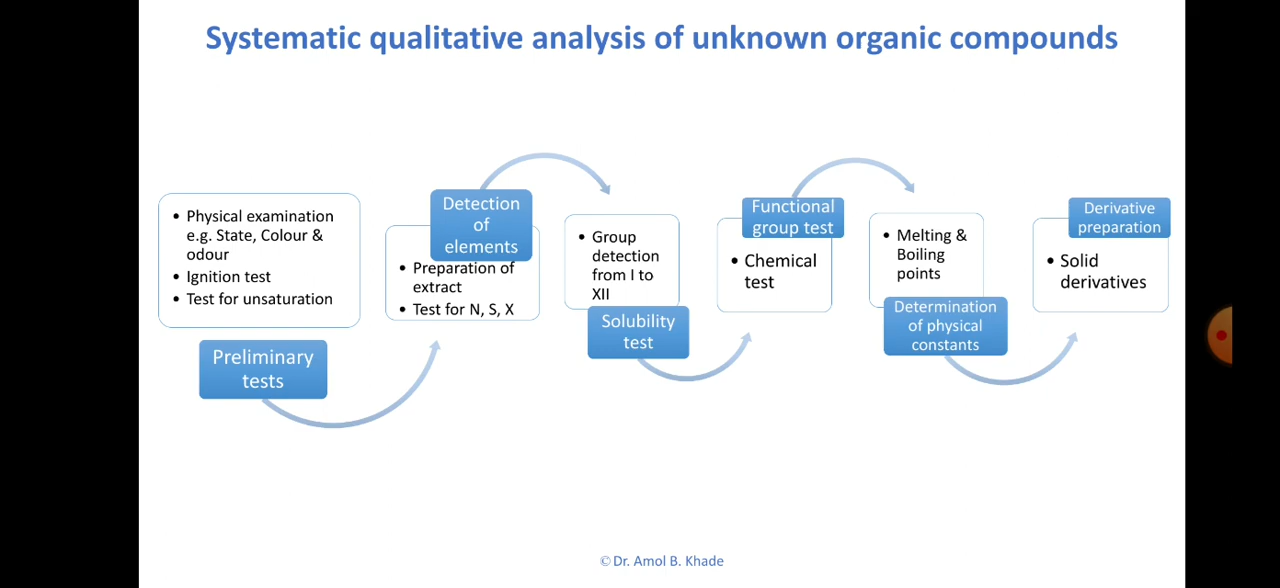 Systematic qualitative analysis of unknown organic compounds
• Physical examination
e.g. State, Colour &
odour
• Ignition test
• Test for unsaturation
Preliminary
tests
Detection
of
elements
• Preparation of
extract
• Test for N, S, X
• Group
detection
from I to
XII
Solubility
test
Functional
group test
• Chemical
test
• Melting &
Boiling
points
Determination
of physical
constants
Derivative
preparation
• Solid
derivatives
© Dr. Amol B. Khade